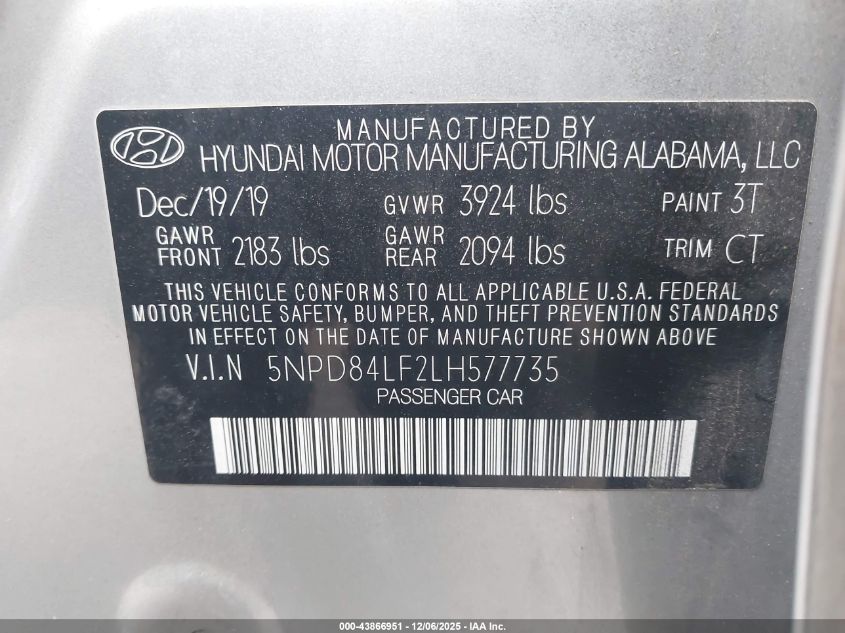 MANUFACTURED BY
HYUNDAI MOTOR MANUFACTURING ALABAMA, LLC
Dec/19/19 GVWR 3924 lbs PAINT 3T
GAWR FRONT 2183 lbs GAWR REAR 2094 lbs TRIM CT
THIS VEHICLE CONFORMS TO ALL APPLICABLE U.S.A. FEDERAL
MOTOR VEHICLE SAFETY, BUMPER, AND THEFT PREVENTION STANDARDS
IN EFFECT ON THE DATE OF MANUFACTURE SHOWN ABOVE
V.I.N 5NPD84LF2LH577735
PASSENGER CAR
000-43866951 - 12/06/2025 - IAA Inc.